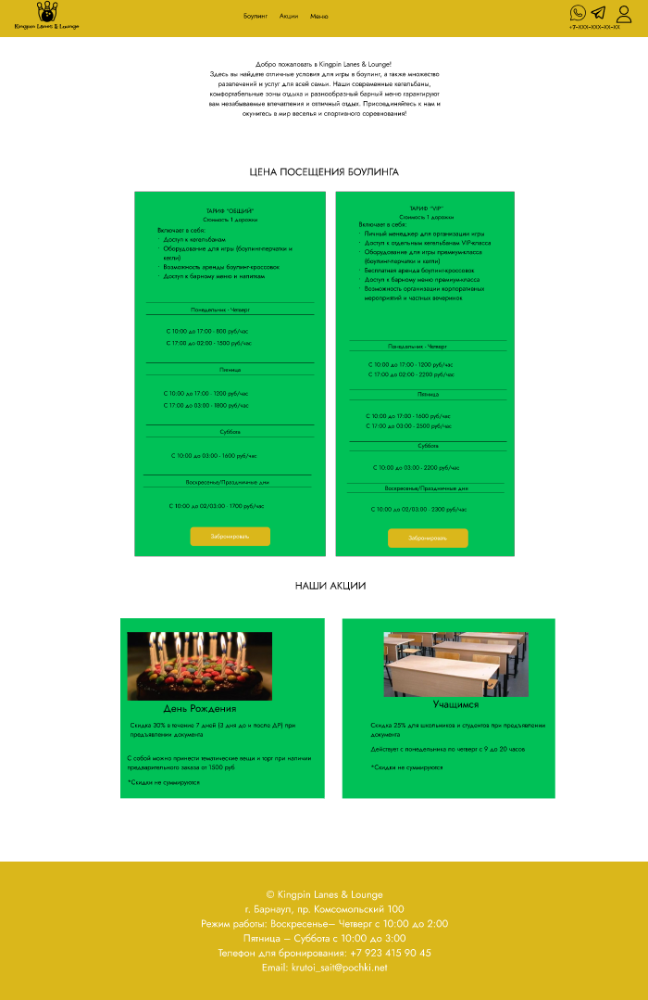 Kingpin Lanes & Lounge
Боулинг Акции Меню
+7-XXX-XXX-XX-XX
Добро пожаловать в Kingpin Lanes & Lounge!
Здесь вы найдете отличные условия для игры в боулинг, а также множество
развлечений и услуг для всей семьи. Наши современные кегельбаны,
комфортабельные зоны отдыха и разнообразный барный меню гарантируют
вам незабываемые впечатления и отличный отдых. Присоединяйтесь к нам и
окунитесь в мир веселья и спортивного соревнования!
ЦЕНА ПОСЕЩЕНИЯ БОУЛИНГА
ТАРИФ "ОБЩИЙ"
Стоимость 1 дорожки
Включает в себя:
· Доступ к кегельбанам
· Оборудование для игры (боулинг-перчатки и
кегли)
· Возможность аренды боулинг-кроссовок
· Доступ к барному меню и напиткам
Понедельник - Четверг
С 10:00 до 17:00 - 800 руб/час
С 17:00 до 02:00 - 1500 руб/час
Пятница
С 10:00 до 17:00 - 1200 руб/час
С 17:00 до 03:00 - 1800 руб/час
Суббота
С 10:00 до 03:00 - 1600 руб/час
Воскресенье/Праздничные дни
С 10:00 до 02/03:00 - 1700 руб/час
Забронировать
ТАРИФ "VIP"
Стоимость 1 дорожки
Включает в себя:
· Личный менеджер для организации игры
· Доступ к отдельным кегельбанам VIP-класса
· Оборудование для игры премиум-класса
(боулинг-перчатки и кегли)
· Бесплатная аренда боулинг-кроссовок
· Доступ к барному меню премиум-класса
· Возможность организации корпоративных
мероприятий и частных вечеринок
Понедельник - Четверг
С 10:00 до 17:00 - 1200 руб/час
С 17:00 до 02:00 - 2200 руб/час
Пятница
С 10:00 до 17:00 - 1600 руб/час
С 17:00 до 03:00 - 2500 руб/час
Суббота
С 10:00 до 03:00 - 2200 руб/час
Воскресенье/Праздничные дни
С 10:00 до 02/03:00 - 2300 руб/час
Забронировать
НАШИ АКЦИИ
День Рождения
Скидка 30% в течение 7 дней (3 дня до и после ДР) при
предъявлении документа
С собой можно принести тематические вещи и торт при наличии
предварительного заказа от 1500 руб
*Скидки не суммируются
Учащимся
Скидка 25% для школьников и студентов при предъявлении
документа
Действует с понедельника по четверг с 9 до 20 часов
*Скидки не суммируются
© Kingpin Lanes & Lounge
г. Барнаул, пр. Комсомольский 100
Режим работы: Воскресенье– Четверг с 10:00 до 2:00
Пятница – Суббота с 10:00 до 3:00
Телефон для бронирования: +7 923 415 90 45
Email: krutoi_sait@pochki.net